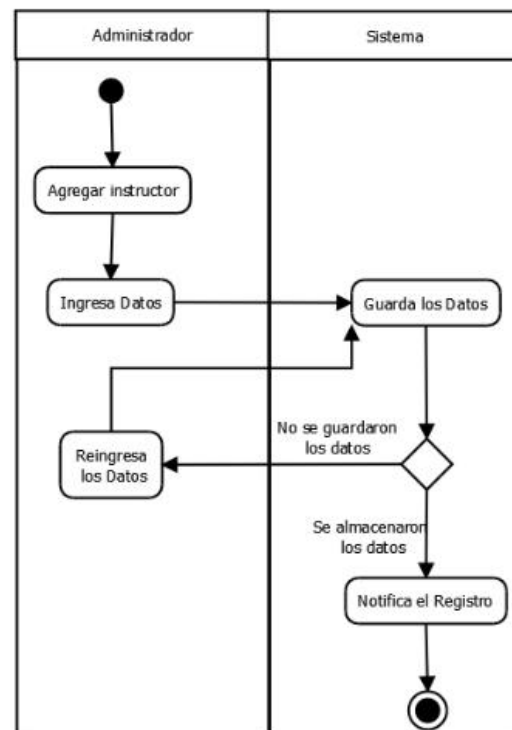 Administrador
Sistema
Agregar instructor
Ingresa Datos
Guarda los Datos
No se guardaron
los datos
Reingresa
los Datos
Se almacenaron
los datos
Notifica el Registro